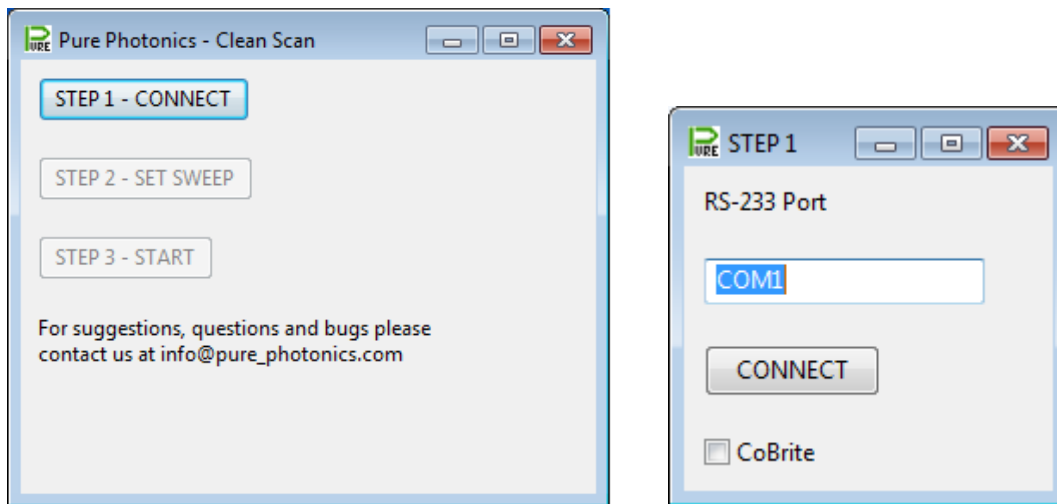 Pure Photonics - Clean Scan
STEP 1 - CONNECT
STEP 2 - SET SWEEP
STEP 3 - START
For suggestions, questions and bugs please
contact us at info@pure_photonics.com
STEP 1
RS-233 Port
COM1
CONNECT
CoBrite